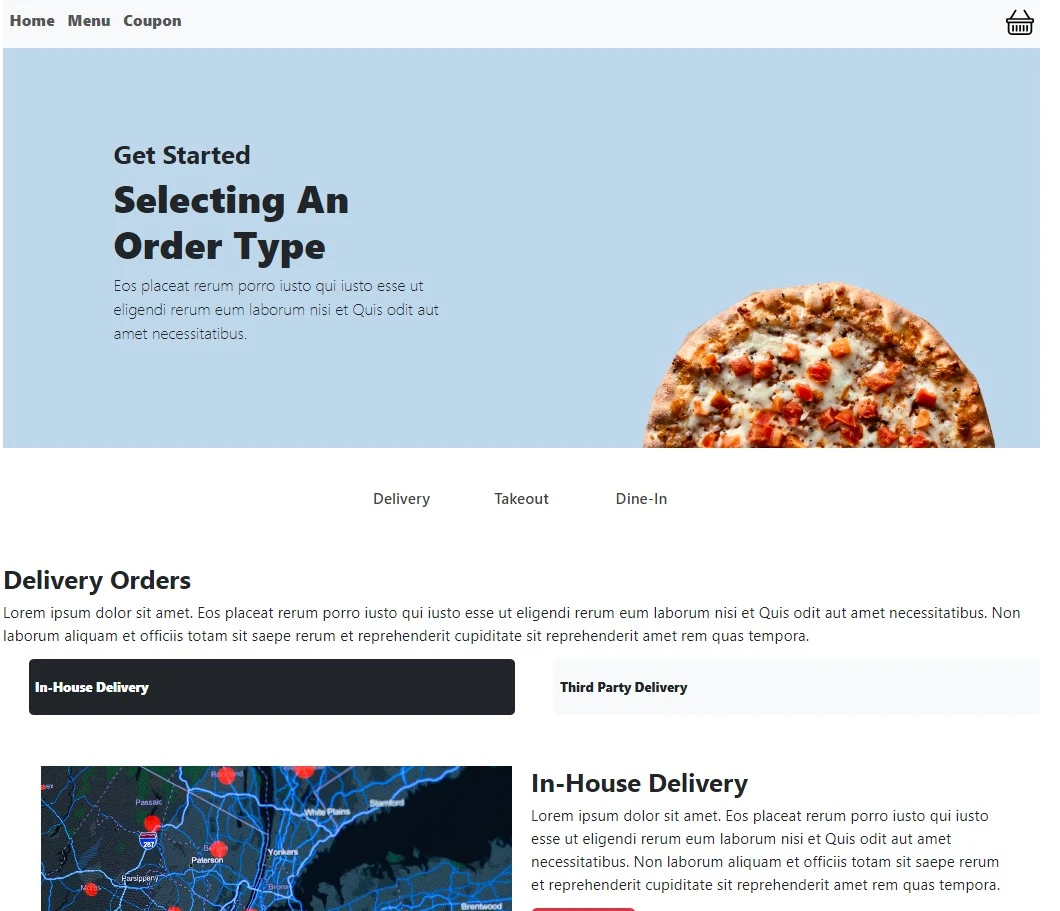 Home Menu Coupon
Get Started
Selecting An
Order Type
Eos placeat rerum porro iusto qui iusto esse ut
eligendi rerum eum laborum nisi et Quis odit aut
amet necessitatibus.
Delivery Takeout Dine-In
Delivery Orders
Lorem ipsum dolor sit amet. Eos placeat rerum porro iusto qui iusto esse ut eligendi rerum eum laborum nisi et Quis odit aut amet necessitatibus. Non
laborum aliquam et officiis totam sit saepe rerum et reprehenderit cupiditate sit reprehenderit amet rem quas tempora.
In-House Delivery
Third Party Delivery
Passaic
White Plains
Stamford
287
Paterson
Yonkers
Parsippany
Bronx
Brentwood
In-House Delivery
Lorem ipsum dolor sit amet. Eos placeat rerum porro iusto qui iusto
esse ut eligendi rerum eum laborum nisi et Quis odit aut amet
necessitatibus. Non laborum aliquam et officiis totam sit saepe rerum
et reprehenderit cupiditate sit reprehenderit amet rem quas tempora.